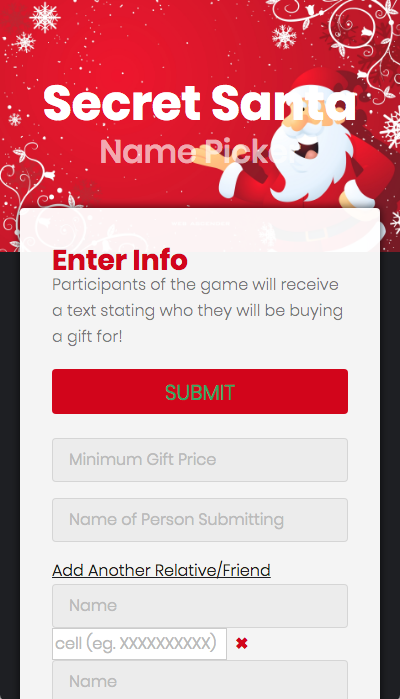 Secret Santa
Name Picker
Enter Info
Participants of the game will receive
a text stating who they will be buying
a gift for!
SUBMIT
Minimum Gift Price
Name of Person Submitting
Add Another Relative/Friend
Name
cell (eg. XXXXXXXXXX) ✖
Name